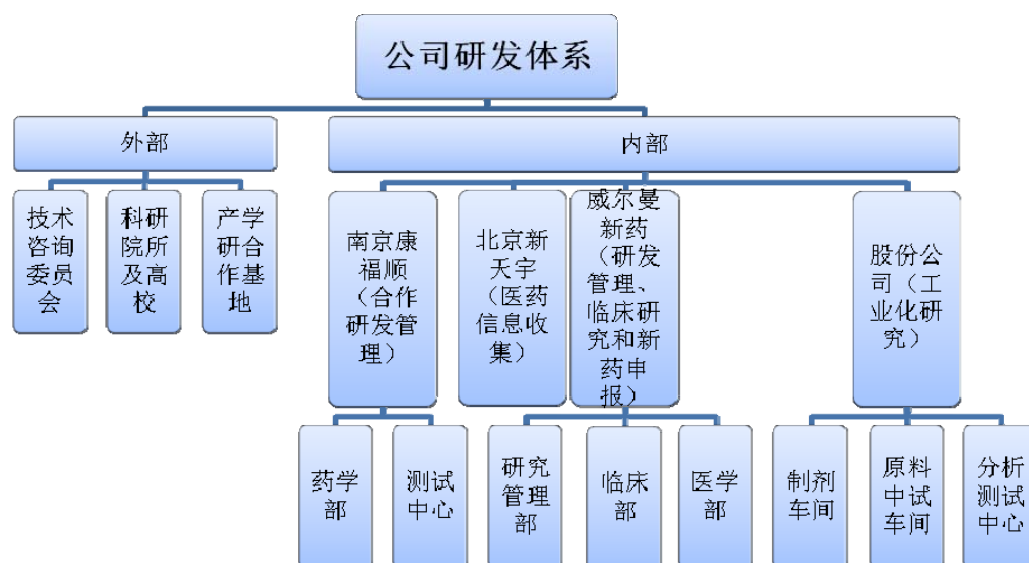 公司研发体系
外部
内部
技术
咨询
委员
会
科研
院所
及高
校
产学
研合
作基
地
南京康
福顺
（合作
研发管
理）
北京新
天宇
（医药
信息收
集）
威尔曼
新药
（研发
管理、
临床研
究和新
药申
报）
股份公
司（工
业化研
究）
药学
部
测试
中心
研究
管理
部
临床
部
医学
部
制剂
车间
原料
中试
车间
分析
测试
中心